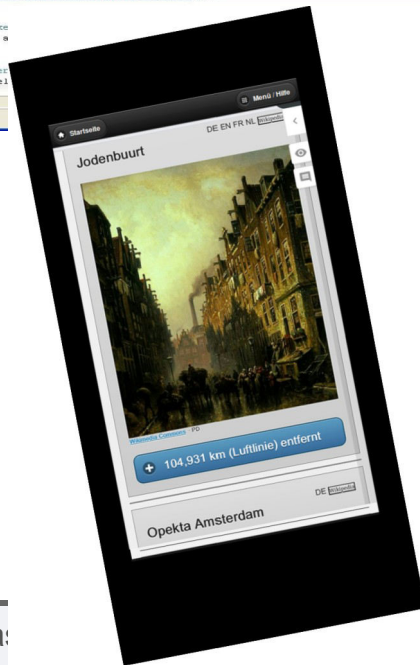 Startseite
Menü / Hilfe
Jodenbuurt
DE EN FR NL Wikipedia
Wikimedia Commons PD
104,931 km (Luftlinie) entfernt
Opekta Amsterdam
DE Wikipedia